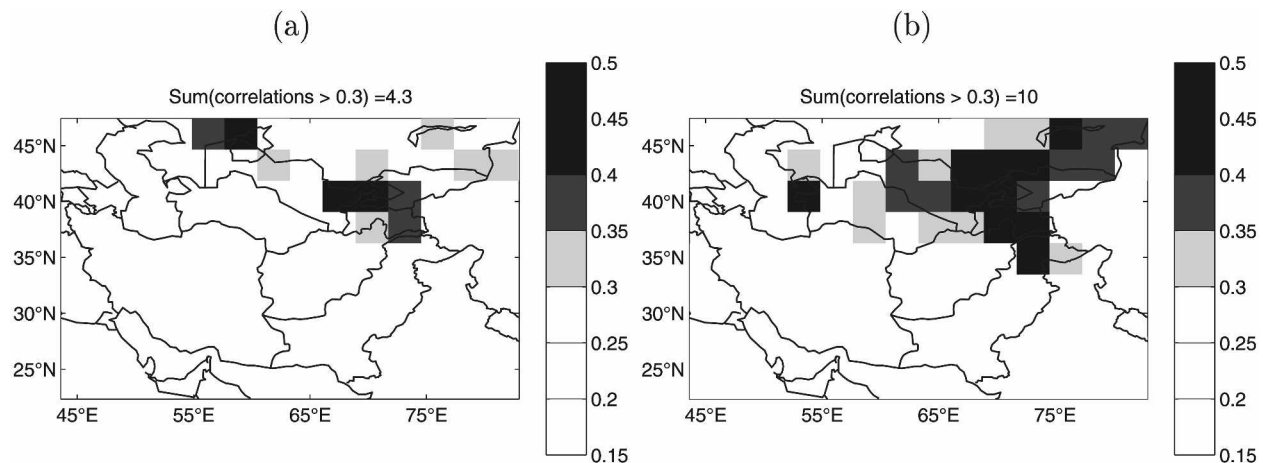 (a)
Sum(correlations > 0.3) =4.3
45°N
40°N
35°N
30°N
25°N
45°E
55°E
65°E
75°E
0.5
0.45
0.4
0.35
0.3
0.25
0.2
0.15
(b)
Sum(correlations > 0.3) =10
45°N
40°N
35°N
30°N
25°N
45°E
55°E
65°E
75°E
0.5
0.45
0.4
0.35
0.3
0.25
0.2
0.15